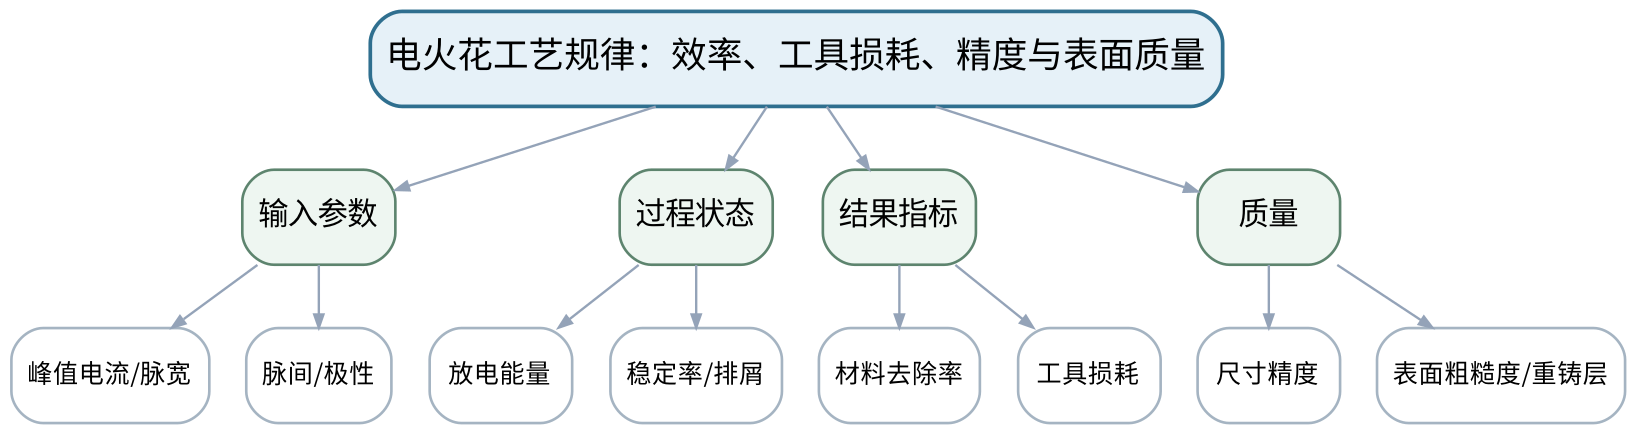 电火花工艺规律：效率、工具损耗、精度与表面质量
输入参数
过程状态
结果指标
质量
峰值电流/脉宽
脉间/极性
放电能量
稳定率/排屑
材料去除率
工具损耗
尺寸精度
表面粗糙度/重铸层